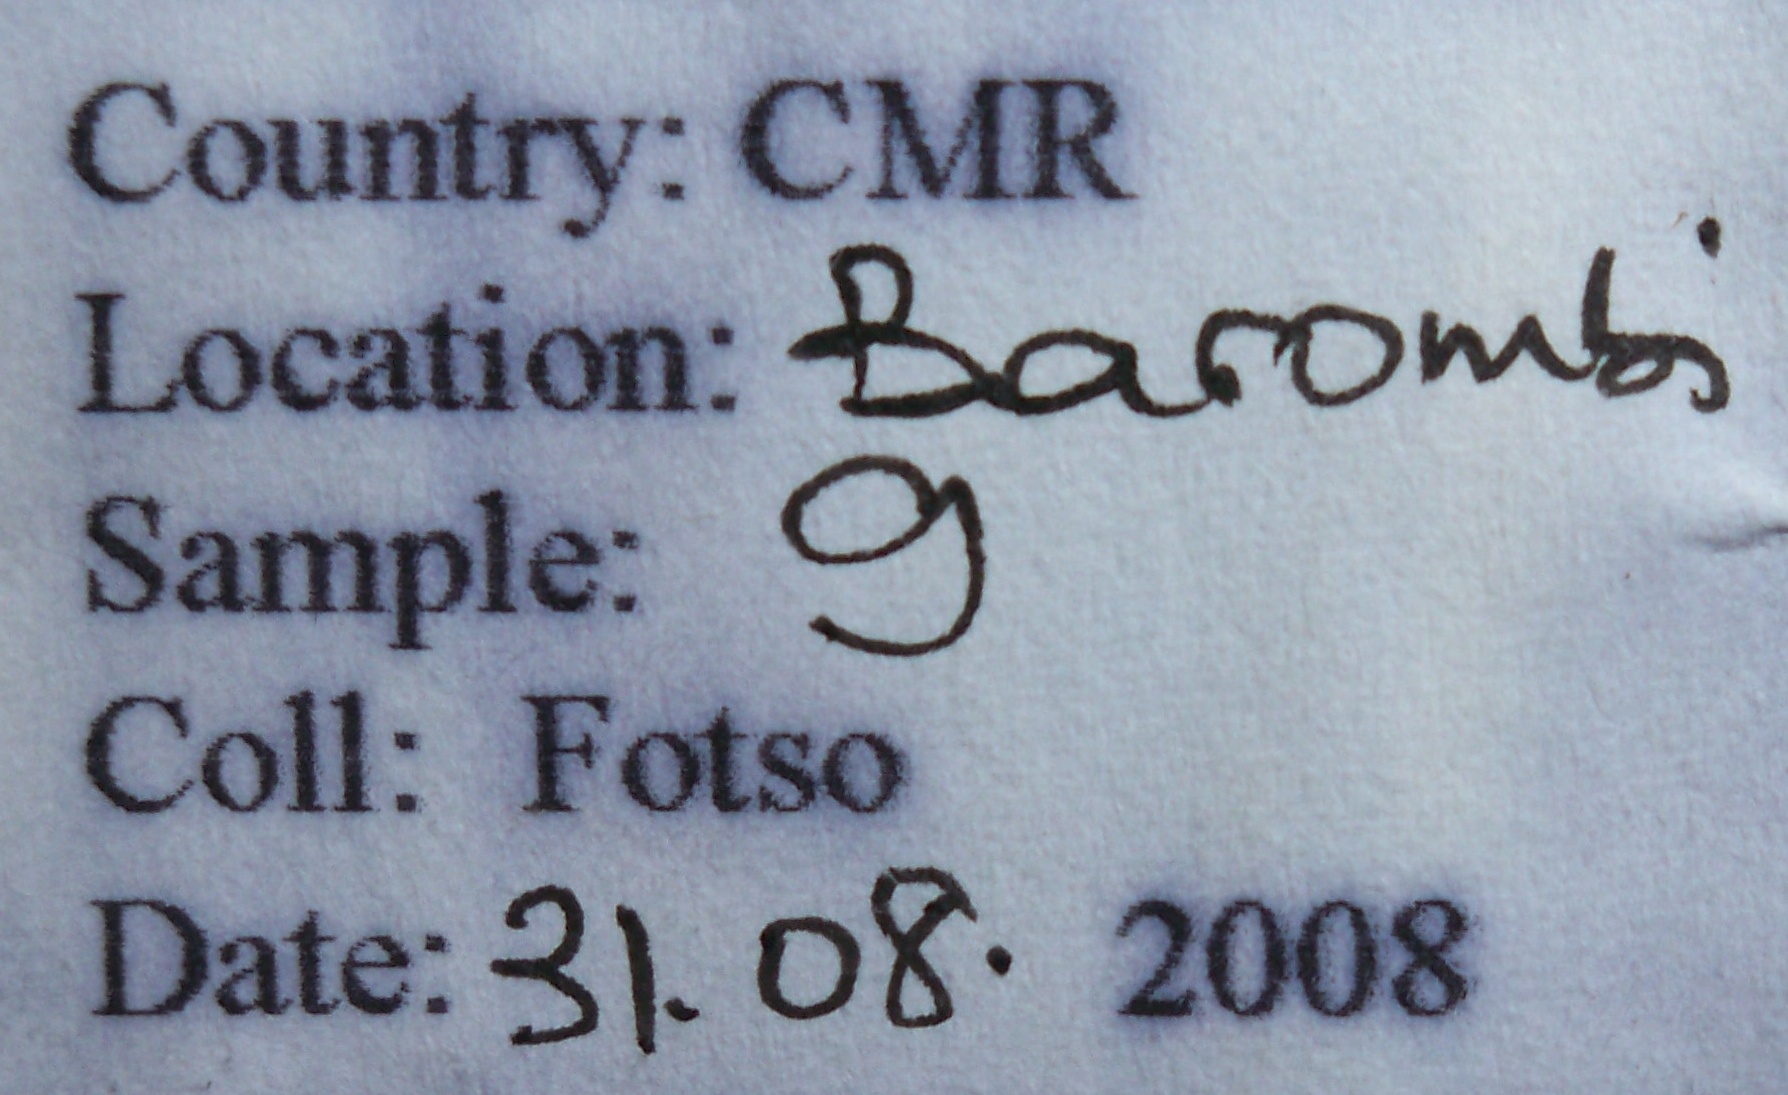 Country: CMR
Location: Barombi
Sample: 9
Coll: Fotso
Date: 31.08. 2008